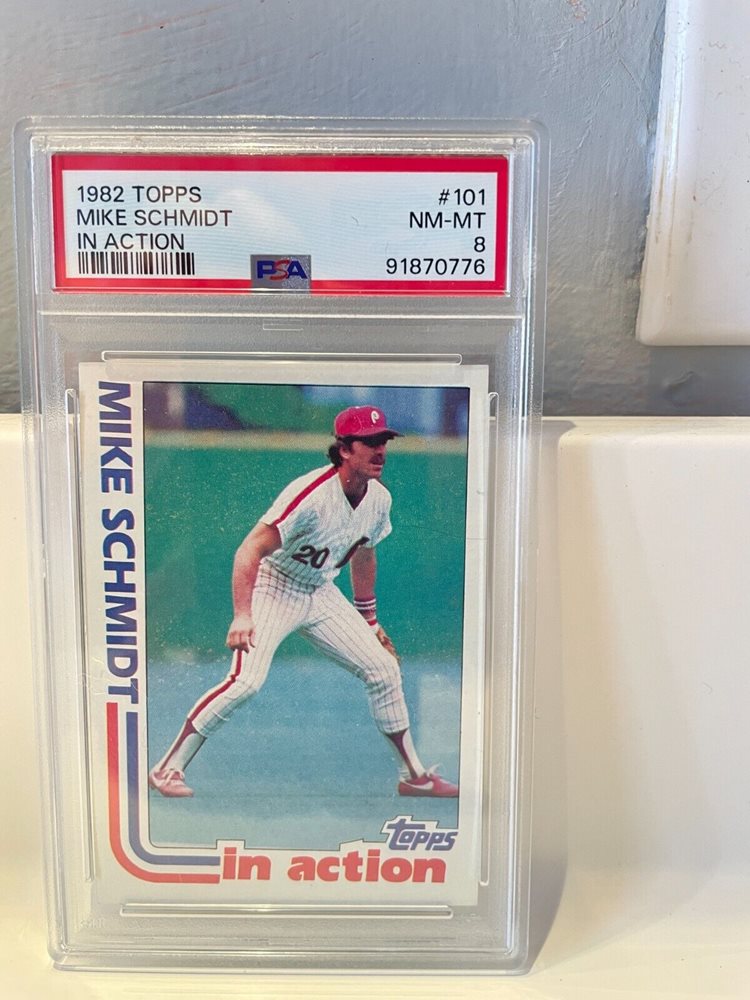 1982 TOPPS #101
MIKE SCHMIDT NM-MT
IN ACTION 8
PSA 91870776
MIKE SCHMIDT
P
20
topps
in action